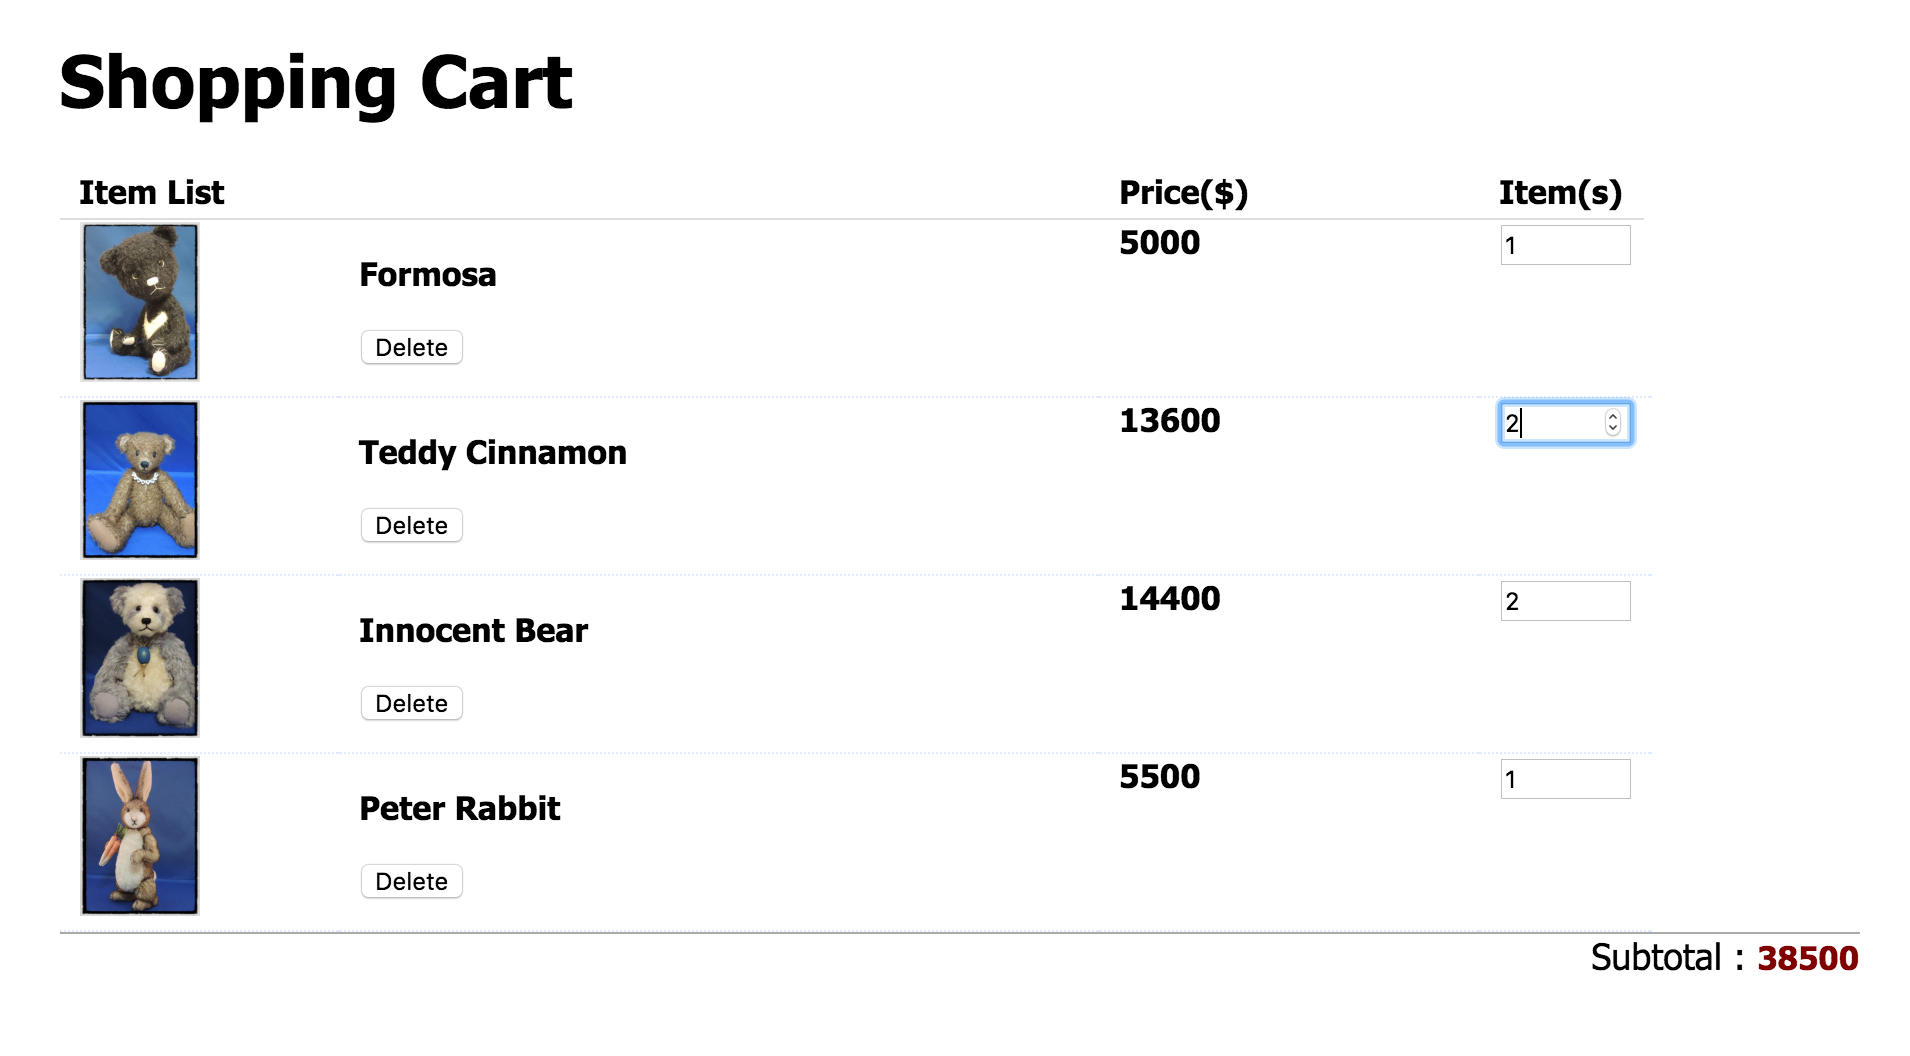 Shopping Cart
Item List Price($) Item(s)
Formosa 5000 1
Delete
Teddy Cinnamon 13600 2
Delete
Innocent Bear 14400 2
Delete
Peter Rabbit 5500 1
Delete
Subtotal : 38500